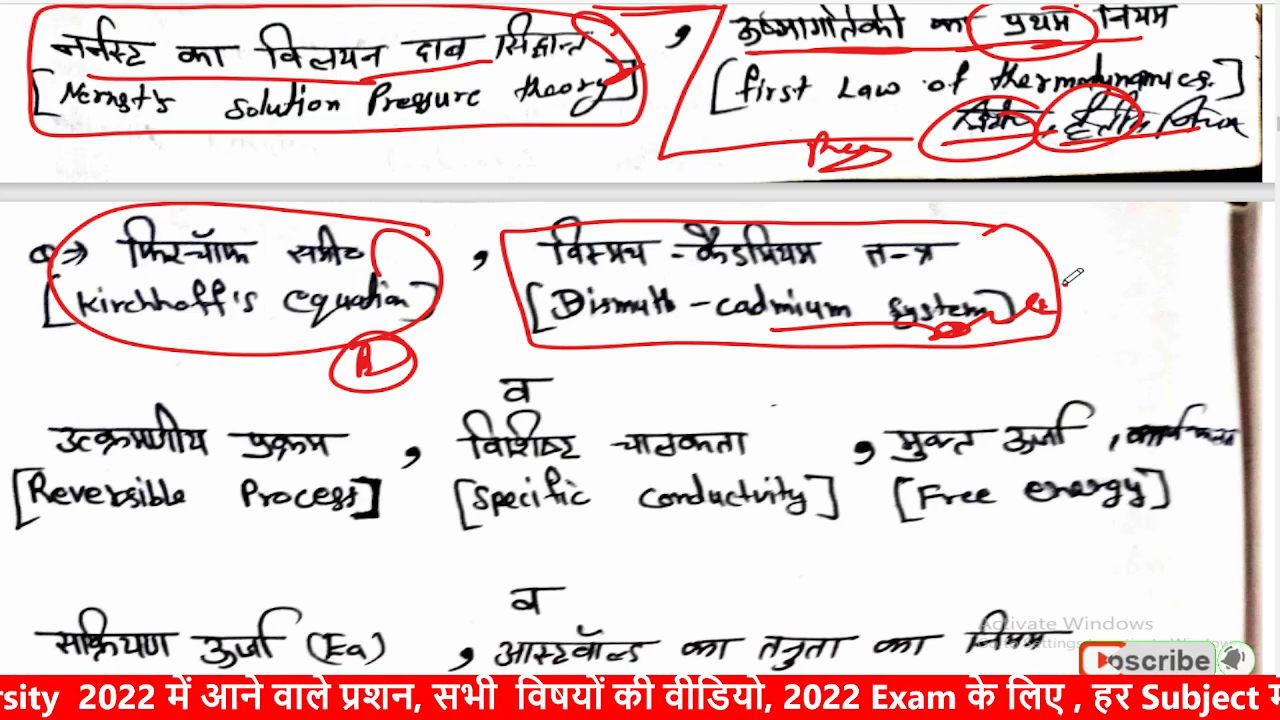 नर्नस्ट का विलयन दाब सिद्धान्त , ऊष्मागतिकी का प्रथम नियम
[Nernst's solution Pressure theory] [first Law of thermodynamics.]
किरचॉफ समी० , विस्मथ - कैडमियम तन्त्र
[Kirchhoff's equation] [Bismuth - cadmium system]
व
उत्क्रमणीय प्रक्रम , विशिष्ट चालकता , मुक्त ऊर्जा ,
[Reversible Process] [Specific conductivity] [Free energy]
व
सक्रियण ऊर्जा (Ea) , आस्टवॉल्ड का तनुता का नियम
Activate Windows
oscribe
rsity 2022 में आने वाले प्रशन, सभी विषयों की वीडियो, 2022 Exam के लिए , हर Subject